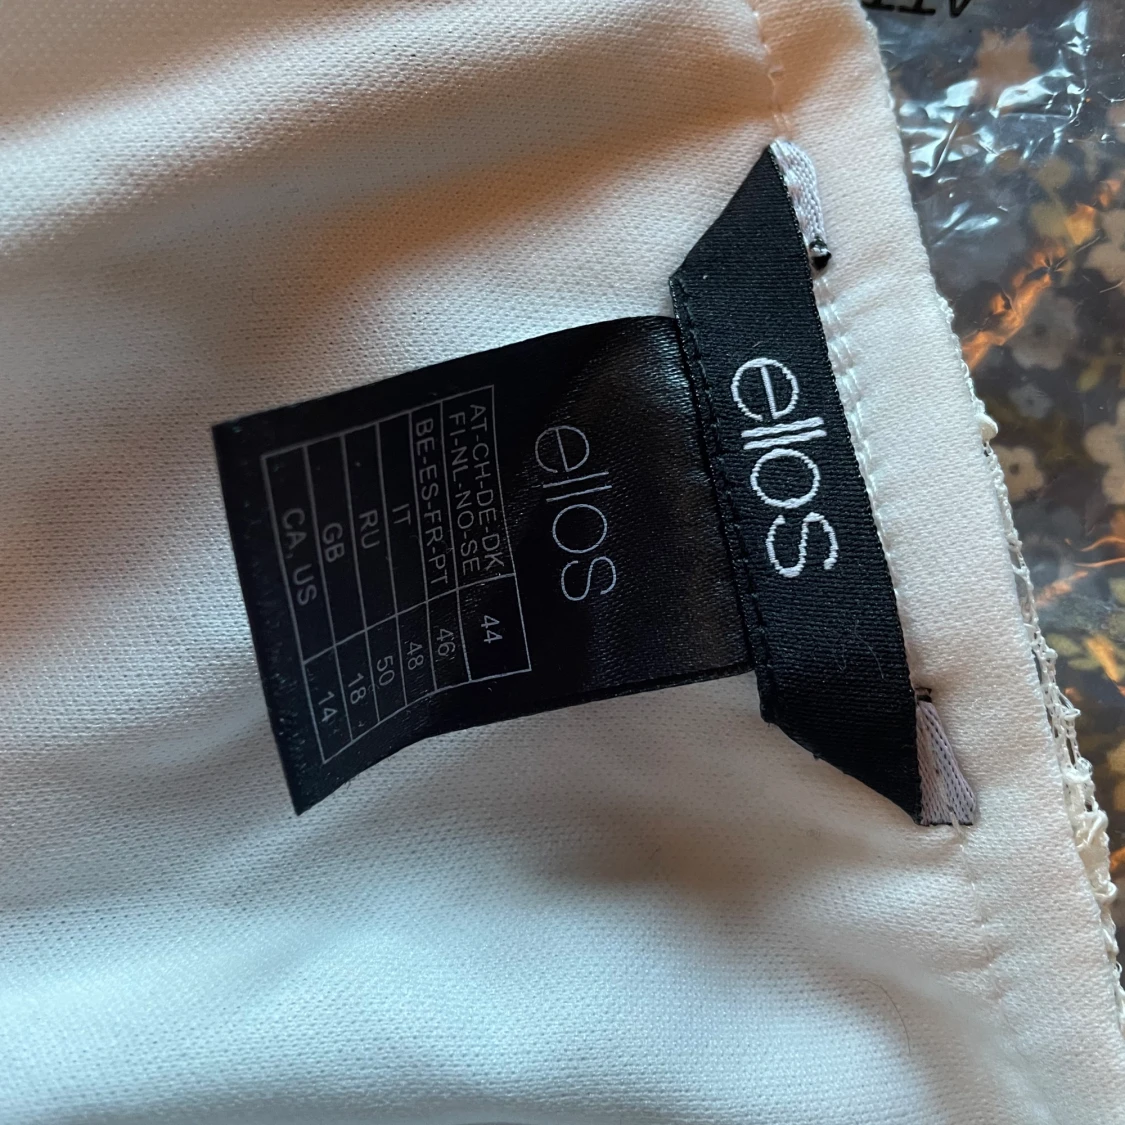 ellos
ellos
AT-CH-DE-DK
FI-NL-NO-SE 44
BE-ES-FR-PT 46
IT 48
RU 50
GB 18
CA, US 14